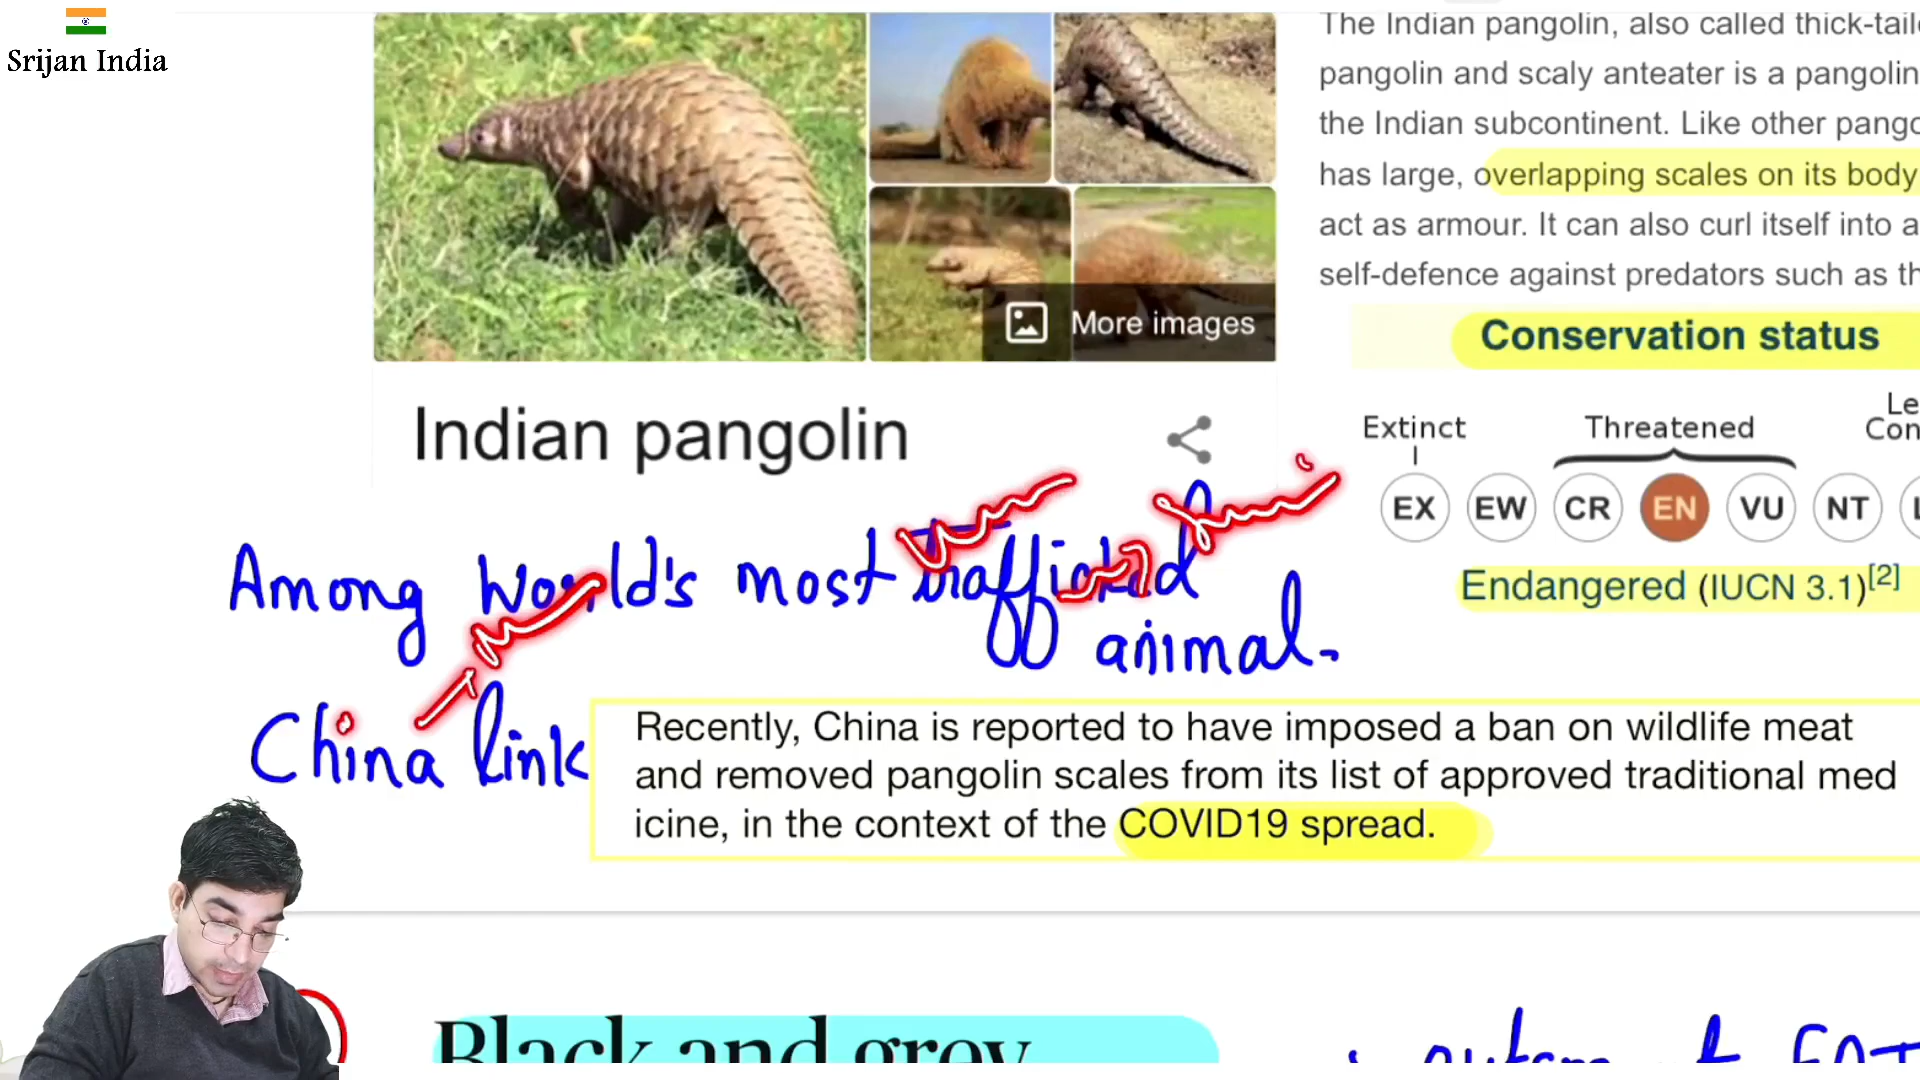 Srijan India
The Indian pangolin, also called thick-tail
pangolin and scaly anteater is a pangolin
the Indian subcontinent. Like other pang
has large, overlapping scales on its body
act as armour. It can also curl itself into a
self-defence against predators such as th
More images
Conservation status
Extinct
Threatened
Le
Con
EX EW CR EN VU NT L
Endangered (IUCN 3.1)[2]
Indian pangolin
Among World's most trafficked
animal.
China link
Recently, China is reported to have imposed a ban on wildlife meat
and removed pangolin scales from its list of approved traditional med
icine, in the context of the COVID19 spread.
Black and grey